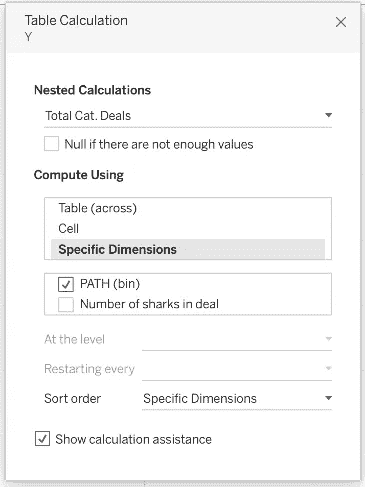 Table Calculation
Y
Nested Calculations
Total Cat. Deals
Null if there are not enough values
Compute Using
Table (across)
Cell
Specific Dimensions
PATH (bin)
Number of sharks in deal
At the level
Restarting every
Sort order Specific Dimensions
Show calculation assistance